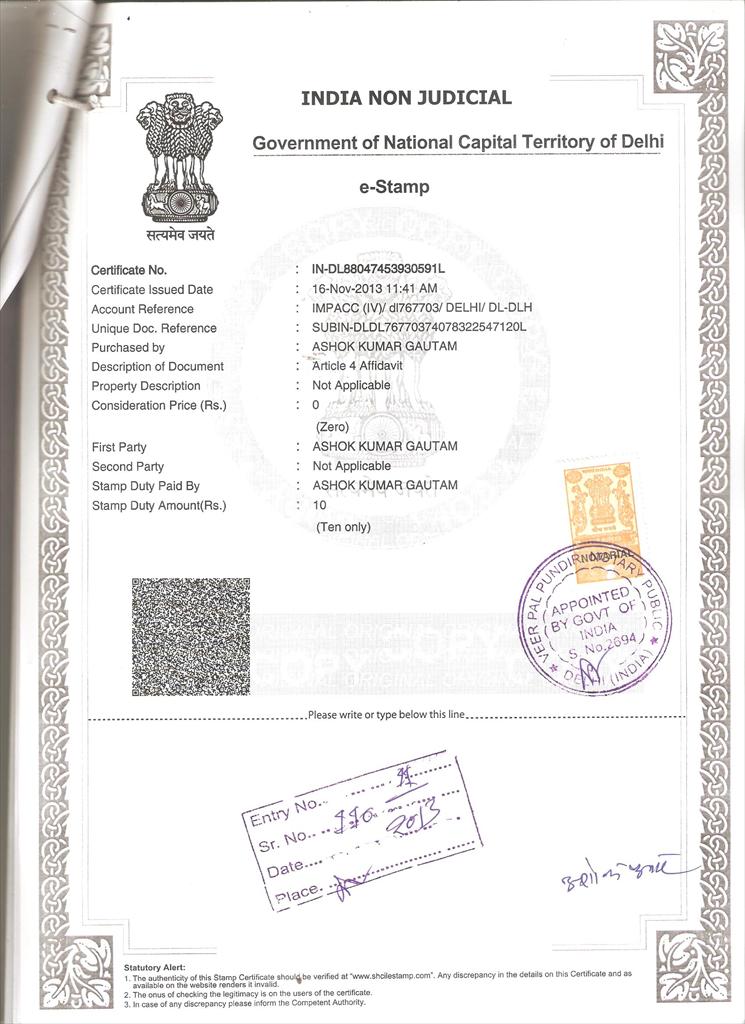 INDIA NON JUDICIAL
Government of National Capital Territory of Delhi
e-Stamp
सत्यमेव जयते
Certificate No. : IN-DL88047453930591L
Certificate Issued Date : 16-Nov-2013 11:41 AM
Account Reference : IMPACC (IV)/ dl767703/ DELHI/ DL-DLH
Unique Doc. Reference : SUBIN-DLDL76770374078322547120L
Purchased by : ASHOK KUMAR GAUTAM
Description of Document : Article 4 Affidavit
Property Description : Not Applicable
Consideration Price (Rs.) : 0
(Zero)
First Party : ASHOK KUMAR GAUTAM
Second Party : Not Applicable
Stamp Duty Paid By : ASHOK KUMAR GAUTAM
Stamp Duty Amount(Rs.) : 10
(Ten only)
NOTARIAL
VEER PAL PUNDIR NOTARY PUBLIC
APPOINTED
BY GOVT OF
INDIA
S. No.2694
DELHI (INDIA)
Please write or type below this line
Entry No.
Sr. No.
Date.... 2013
Place.
Statutory Alert:
1. The authenticity of this Stamp Certificate should be verified at "www.shcilestamp.com". Any discrepancy in the details on this Certificate and as
available on the website renders it invalid.
2. The onus of checking the legitimacy is on the users of the certificate.
3. In case of any discrepancy please inform the Competent Authority.